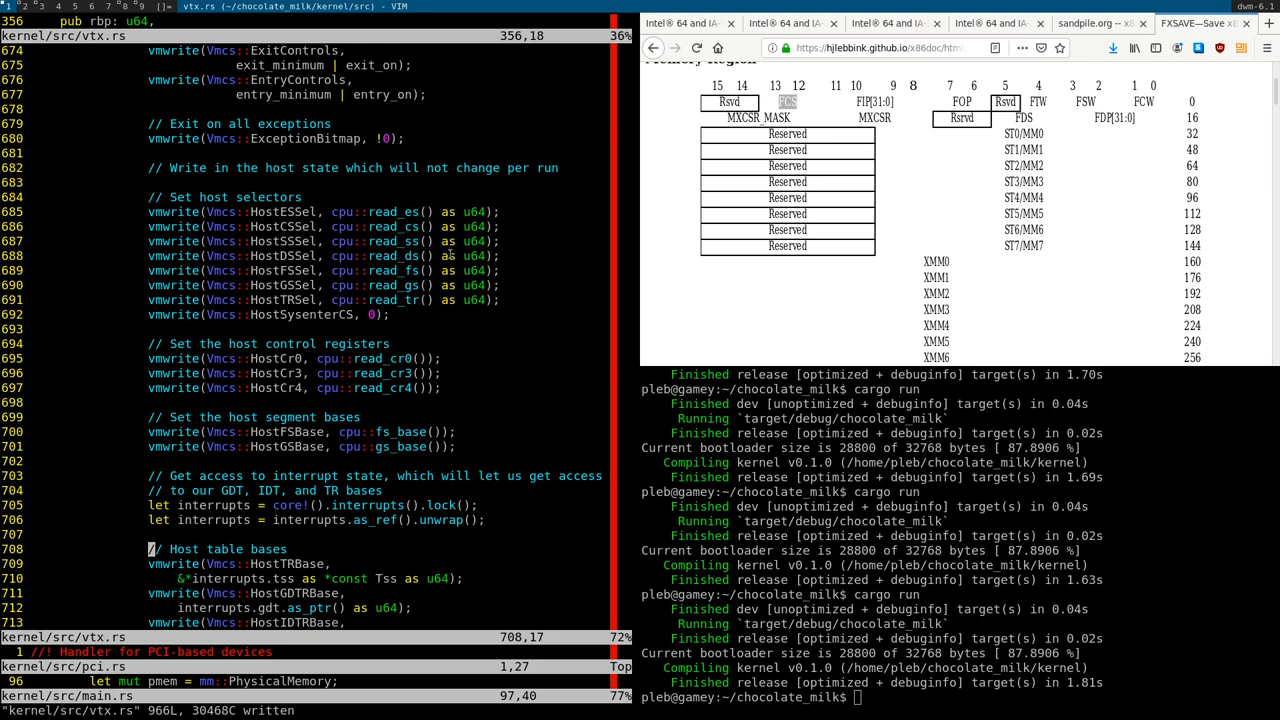 1 2 3 4 5 6 7 8 9 []= vtx.rs (~/chocolate_milk/kernel/src) - VIM
dwm-6.1
356     pub rbp: u64,
kernel/src/vtx.rs 356,18 36%
674 vmwrite(Vmcs::ExitControls,
675 exit_minimum | exit_on);
676 vmwrite(Vmcs::EntryControls,
677 entry_minimum | entry_on);
678
679 // Exit on all exceptions
680 vmwrite(Vmcs::ExceptionBitmap, !0);
681
682 // Write in the host state which will not change per run
683
684 // Set host selectors
685 vmwrite(Vmcs::HostESSel, cpu::read_es() as u64);
686 vmwrite(Vmcs::HostCSSel, cpu::read_cs() as u64);
687 vmwrite(Vmcs::HostSSSel, cpu::read_ss() as u64);
688 vmwrite(Vmcs::HostDSSel, cpu::read_ds() as u64);
689 vmwrite(Vmcs::HostFSSel, cpu::read_fs() as u64);
690 vmwrite(Vmcs::HostGSSel, cpu::read_gs() as u64);
691 vmwrite(Vmcs::HostTRSel, cpu::read_tr() as u64);
692 vmwrite(Vmcs::HostSysenterCS, 0);
693
694 // Set the host control registers
695 vmwrite(Vmcs::HostCr0, cpu::read_cr0());
696 vmwrite(Vmcs::HostCr3, cpu::read_cr3());
697 vmwrite(Vmcs::HostCr4, cpu::read_cr4());
698
699 // Set the host segment bases
700 vmwrite(Vmcs::HostFSBase, cpu::fs_base());
701 vmwrite(Vmcs::HostGSBase, cpu::gs_base());
702
703 // Get access to interrupt state, which will let us get access
704 // to our GDT, IDT, and TR bases
705 let interrupts = core!().interrupts().lock();
706 let interrupts = interrupts.as_ref().unwrap();
707
708 // Host table bases
709 vmwrite(Vmcs::HostTRBase,
710 &*interrupts.tss as *const Tss as u64);
711 vmwrite(Vmcs::HostGDTRBase,
712 interrupts.gdt.as_ptr() as u64);
713 vmwrite(Vmcs::HostIDTRBase,
kernel/src/vtx.rs 708,17 72%
1 //! Handler for PCI-based devices
kernel/src/pci.rs 1,27 Top
96 let mut pmem = mm::PhysicalMemory;
kernel/src/main.rs 97,40 77%
"kernel/src/vtx.rs" 966L, 30468C written
Intel® 64 and IA- Intel® 64 and IA- Intel® 64 and IA- Intel® 64 and IA- sandpile.org -- x8 FXSAVE—Save x8
https://hjlebbink.github.io/x86doc/html
Memory Region
15 14 13 12 11 10 9 8 7 6 5 4 3 2 1 0
Rsvd FCS FIP[31:0] FOP Rsvd FTW FSW FCW 0
MXCSR_MASK MXCSR Rsrvd FDS FDP[31:0] 16
Reserved ST0/MM0 32
Reserved ST1/MM1 48
Reserved ST2/MM2 64
Reserved ST3/MM3 80
Reserved ST4/MM4 96
Reserved ST5/MM5 112
Reserved ST6/MM6 128
Reserved ST7/MM7 144
XMM0 160
XMM1 176
XMM2 192
XMM3 208
XMM4 224
XMM5 240
XMM6 256
Finished release [optimized + debuginfo] target(s) in 1.70s
pleb@gamey:~/chocolate_milk$ cargo run
Finished dev [unoptimized + debuginfo] target(s) in 0.04s
Running `target/debug/chocolate_milk`
Finished release [optimized + debuginfo] target(s) in 0.02s
Current bootloader size is 28800 of 32768 bytes [ 87.8906 %]
Compiling kernel v0.1.0 (/home/pleb/chocolate_milk/kernel)
Finished release [optimized + debuginfo] target(s) in 1.69s
pleb@gamey:~/chocolate_milk$ cargo run
Finished dev [unoptimized + debuginfo] target(s) in 0.04s
Running `target/debug/chocolate_milk`
Finished release [optimized + debuginfo] target(s) in 0.02s
Current bootloader size is 28800 of 32768 bytes [ 87.8906 %]
Compiling kernel v0.1.0 (/home/pleb/chocolate_milk/kernel)
Finished release [optimized + debuginfo] target(s) in 1.63s
pleb@gamey:~/chocolate_milk$ cargo run
Finished dev [unoptimized + debuginfo] target(s) in 0.04s
Running `target/debug/chocolate_milk`
Finished release [optimized + debuginfo] target(s) in 0.02s
Current bootloader size is 28800 of 32768 bytes [ 87.8906 %]
Compiling kernel v0.1.0 (/home/pleb/chocolate_milk/kernel)
Finished release [optimized + debuginfo] target(s) in 1.81s
pleb@gamey:~/chocolate_milk$